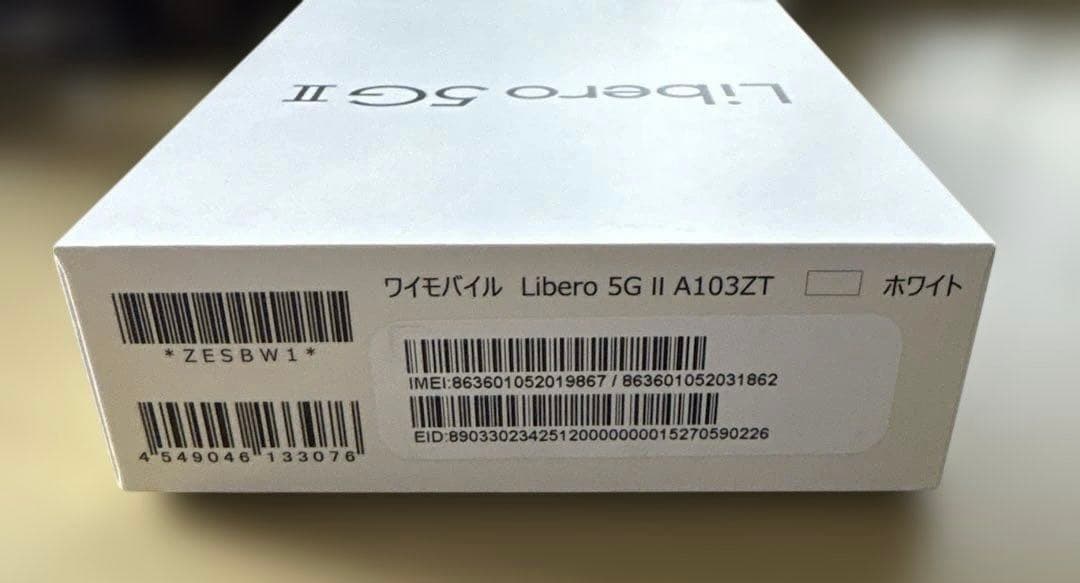 Libero 5G II
ワイモバイル Libero 5G II A103ZT ホワイト
*ZESBW1*
IMEI:863601052019867 / 863601052031862
EID:89033023425120000000015270590226
4 549046 133076